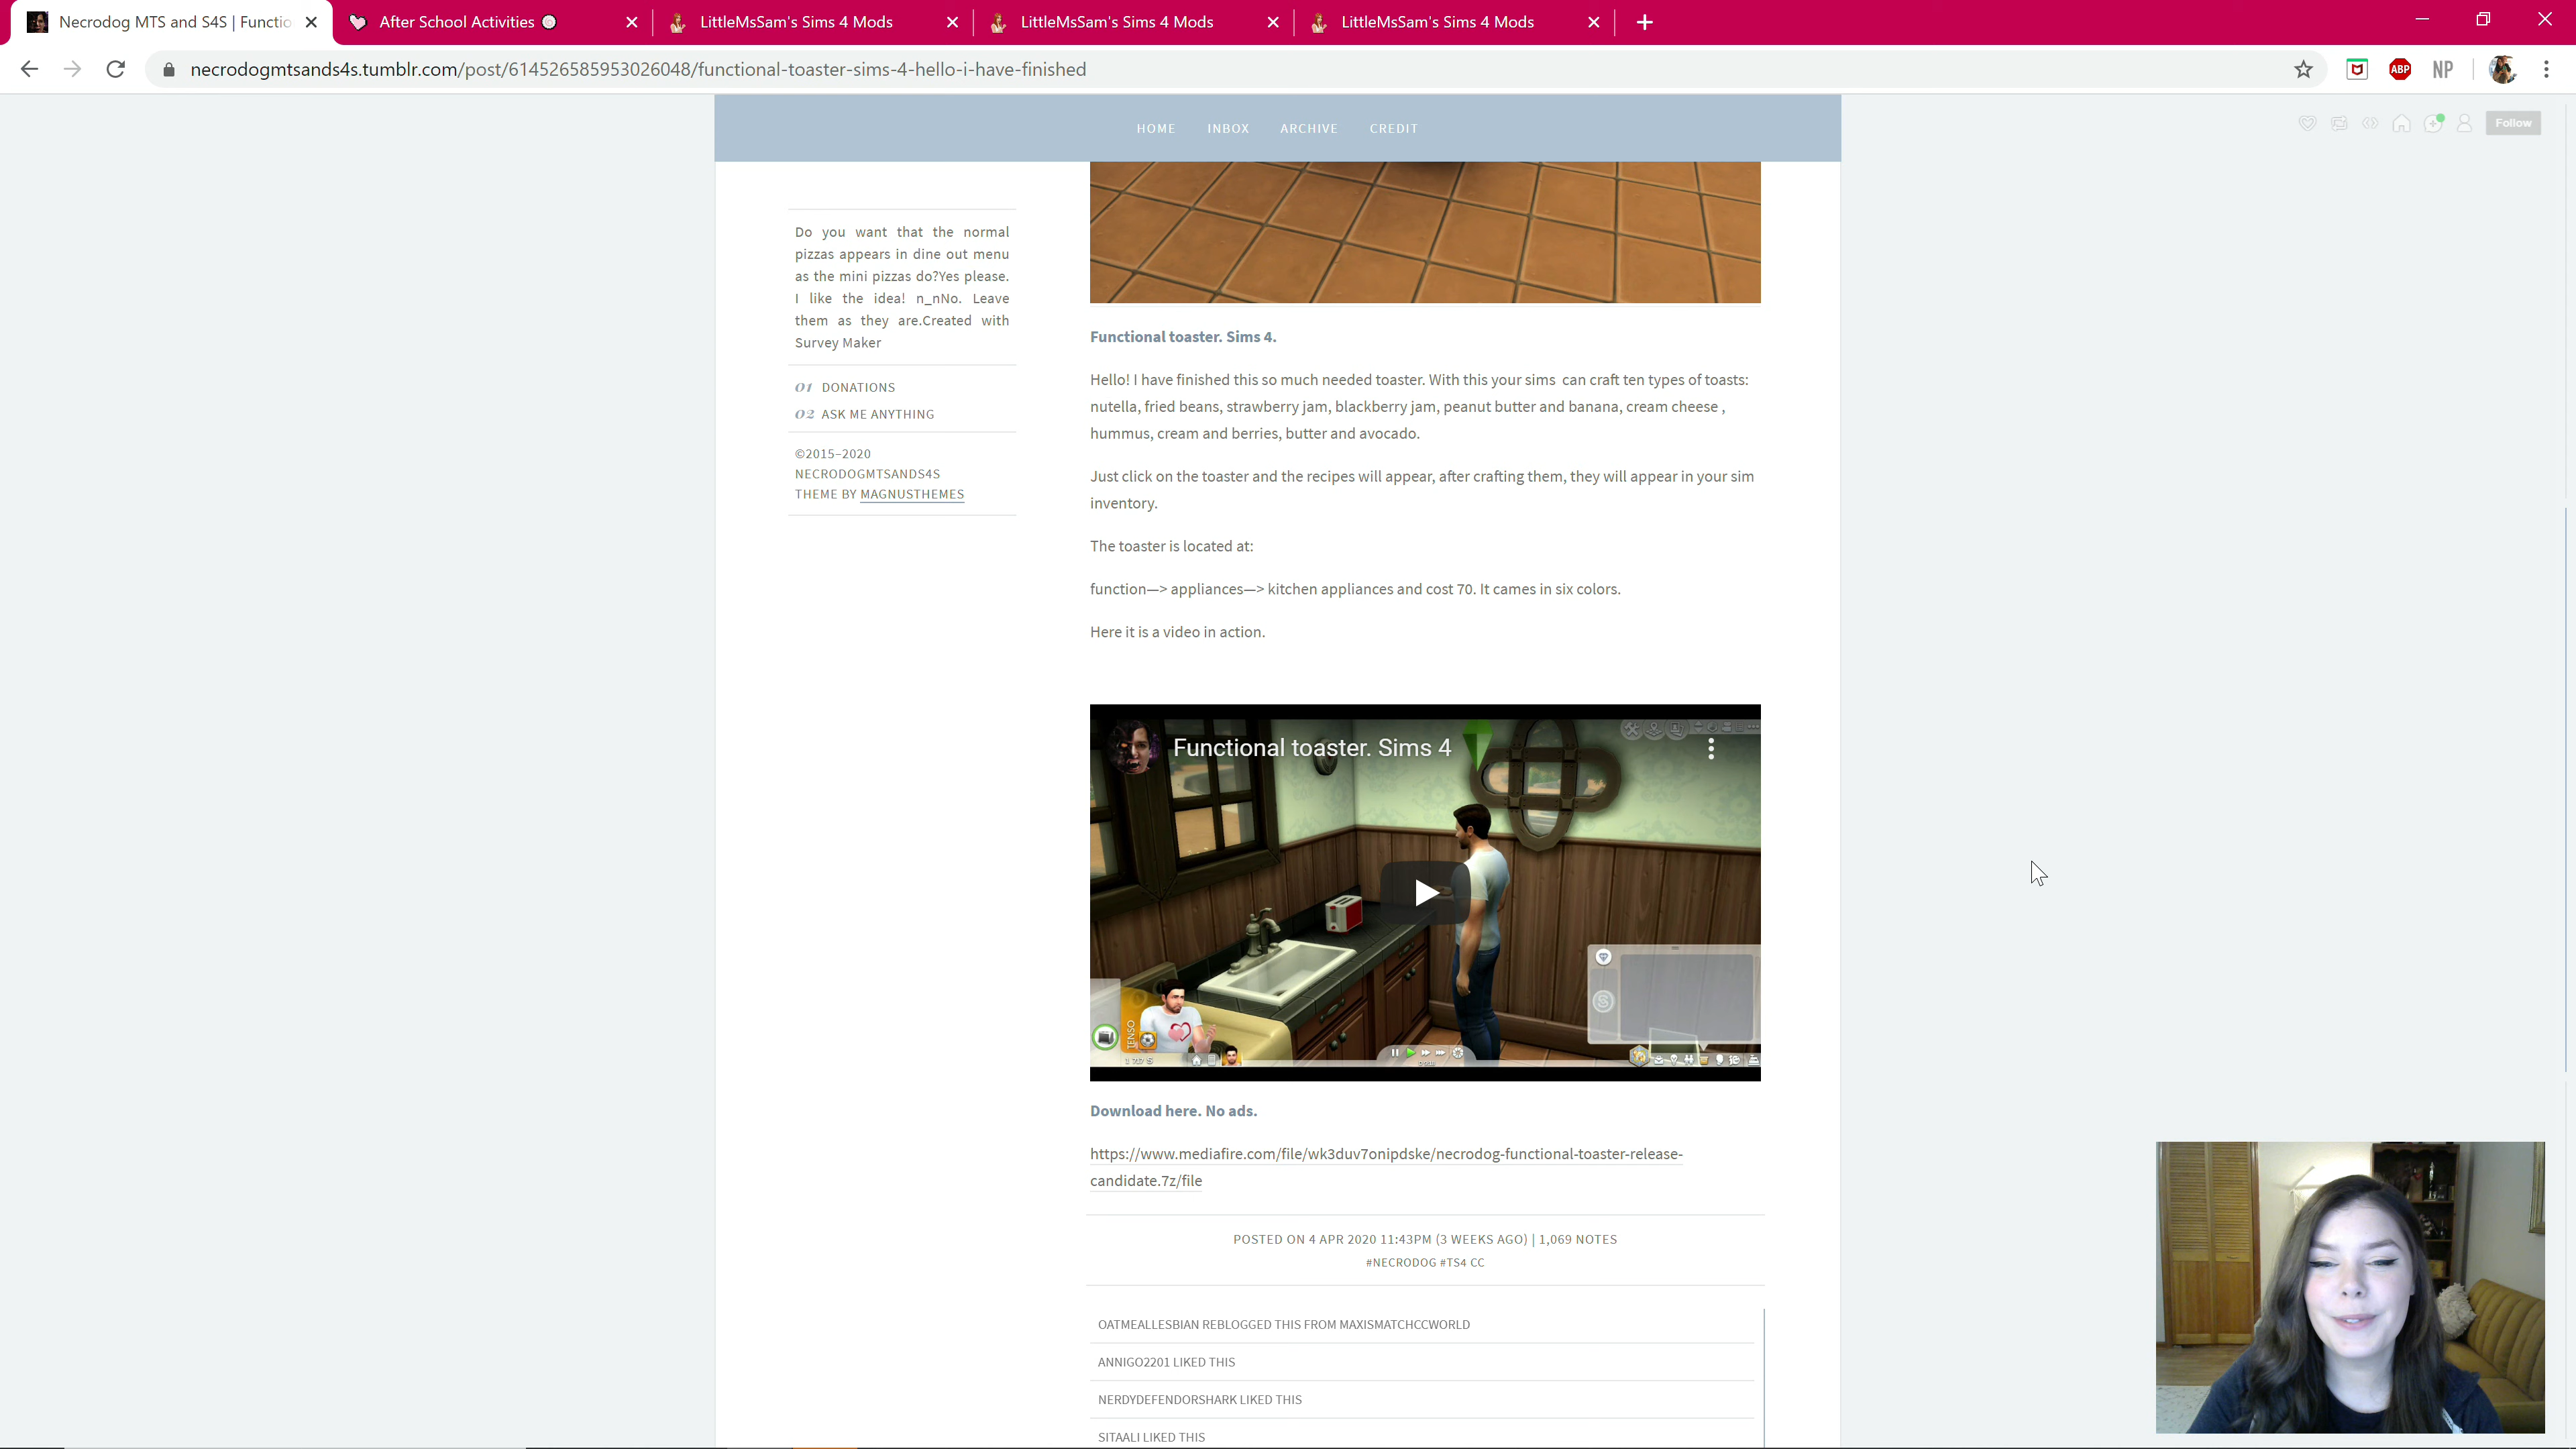 Necrodog MTS and S4S | Functio
After School Activities
LittleMsSam's Sims 4 Mods
LittleMsSam's Sims 4 Mods
LittleMsSam's Sims 4 Mods
necrodogmtsands4s.tumblr.com/post/614526585953026048/functional-toaster-sims-4-hello-i-have-finished
ABP
NP
HOME INBOX ARCHIVE CREDIT
Follow
Do you want that the normal
pizzas appears in dine out menu
as the mini pizzas do?Yes please.
I like the idea! n_nNo. Leave
them as they are.Created with
Survey Maker
01 DONATIONS
02 ASK ME ANYTHING
©2015–2020
NECRODOGMTSANDS4S
THEME BY MAGNUSTHEMES
Functional toaster. Sims 4.
Hello! I have finished this so much needed toaster. With this your sims can craft ten types of toasts:
nutella, fried beans, strawberry jam, blackberry jam, peanut butter and banana, cream cheese ,
hummus, cream and berries, butter and avocado.
Just click on the toaster and the recipes will appear, after crafting them, they will appear in your sim
inventory.
The toaster is located at:
function—> appliances—> kitchen appliances and cost 70. It cames in six colors.
Here it is a video in action.
Functional toaster. Sims 4
TENSO
Download here. No ads.
https://www.mediafire.com/file/wk3duv7onipdske/necrodog-functional-toaster-release-
candidate.7z/file
POSTED ON 4 APR 2020 11:43PM (3 WEEKS AGO) | 1,069 NOTES
#NECRODOG #TS4 CC
OATMEALLESBIAN REBLOGGED THIS FROM MAXISMATCHCCWORLD
ANNIGO2201 LIKED THIS
NERDYDEFENDORSHARK LIKED THIS
SITAALI LIKED THIS